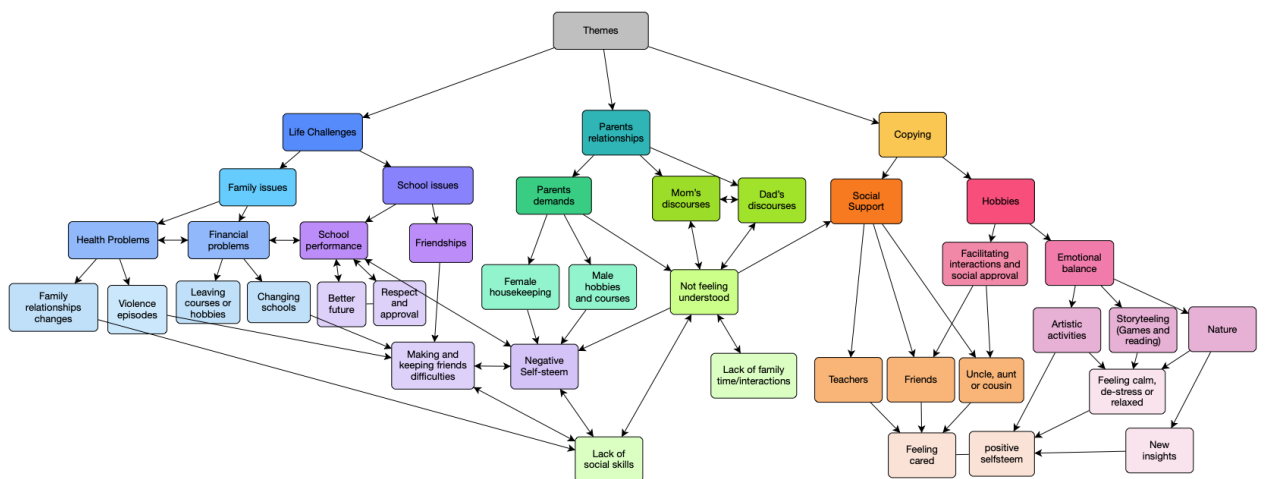 Themes
Life Challenges
Parents
relationships
Copying
Family issues
School issues
Parents
demands
Mom's
discourses
Dad's
discourses
Social
Support
Hobbies
Health Problems
Financial
problems
School
performance
Friendships
Facilitating
interactions and
social approval
Emotional
balance
Family
relationships
changes
Violence
episodes
Leaving
courses or
hobbies
Changing
schools
Better
future
Respect
and
approval
Female
housekeeping
Male
hobbies
and courses
Not feeling
understood
Artistic
activities
Storyteeling
(Games and
reading)
Nature
Making and
keeping friends
difficulties
Negative
Self-steem
Lack of family
time/interactions
Teachers
Friends
Uncle, aunt
or cousin
Feeling calm,
de-stress or
relaxed
Lack of
social skills
Feeling
cared
positive
selfsteem
New
insights